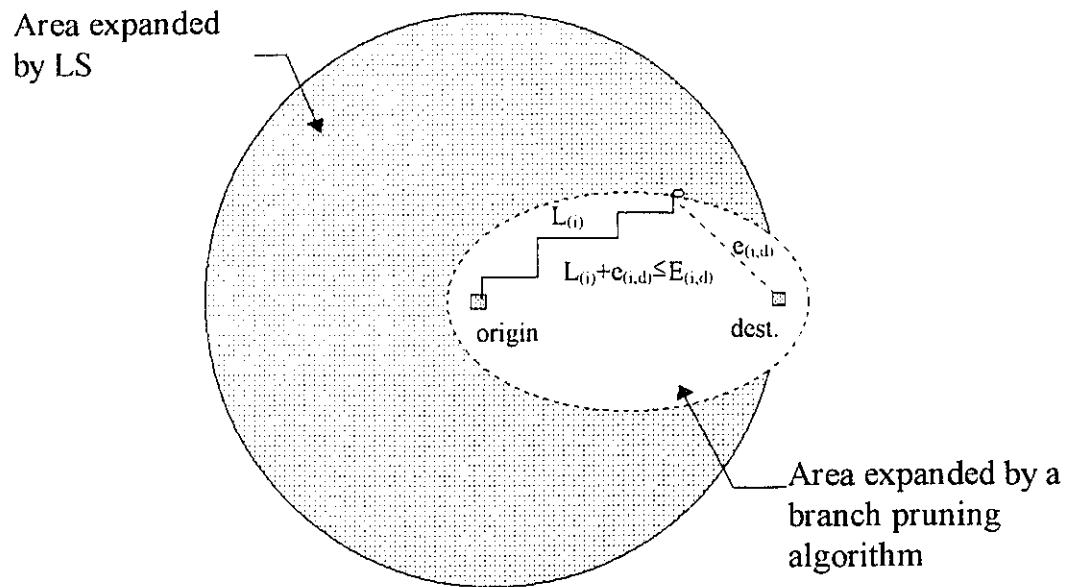 Area expanded
by LS
L(i)
e(i,d)
L(i)+e(i,d)≤E(i,d)
origin
dest.
Area expanded by a
branch pruning
algorithm